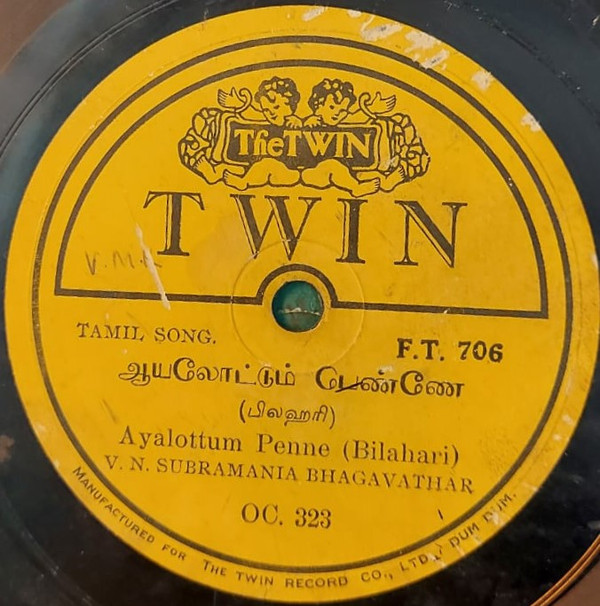 The TWIN
TWIN
V.M.
TAMIL SONG.
F.T. 706
ஆயலோட்டும் பெண்ணே
(பிலஹரி)
Ayalottum Penne (Bilahari)
V. N. SUBRAMANIA BHAGAVATHAR
OC. 323
MANUFACTURED FOR THE TWIN RECORD CO., LTD., DUM DUM.